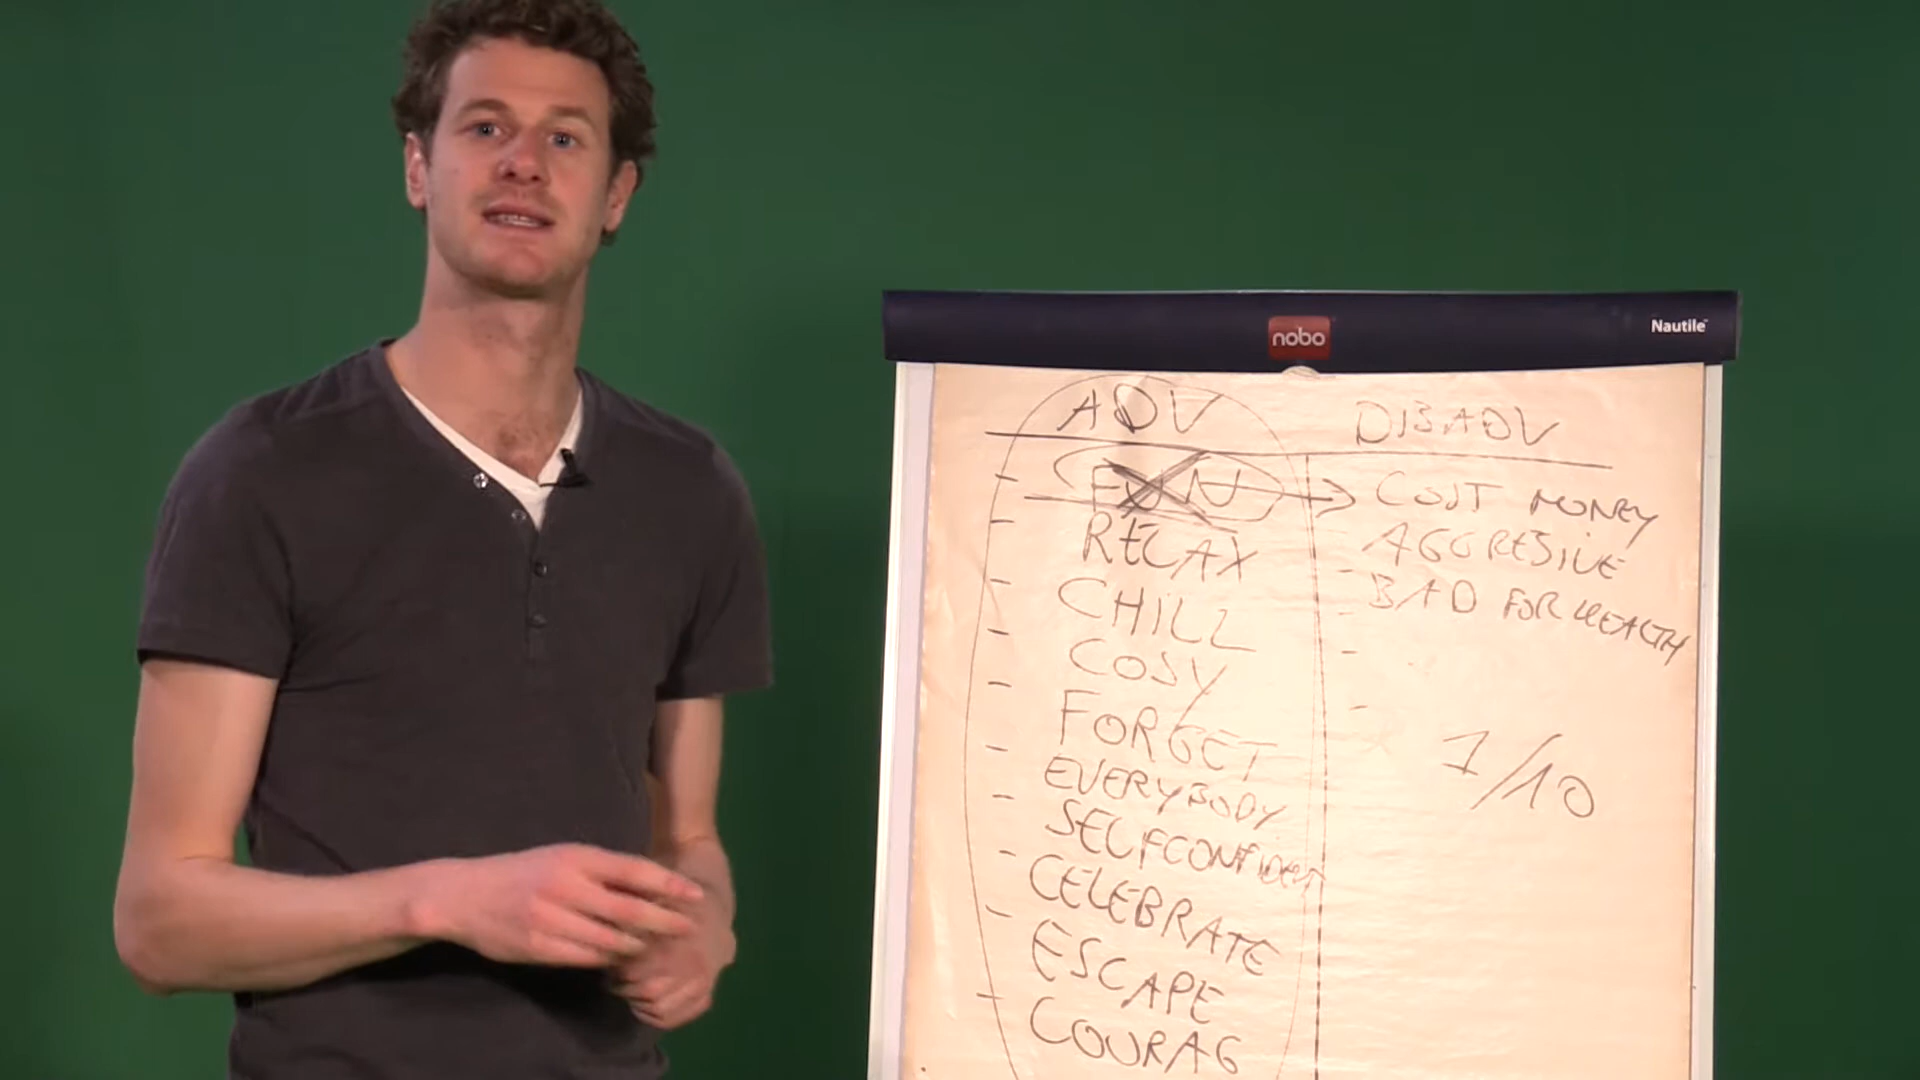 nobo
Nautile
ADV
DISADV
FUN
COST MONEY
RELAX
AGGRESIVE
CHILL
BAD FOR HEALTH
COSY
FORGET
1/10
EVERYBODY
SELFCONFIDENT
CELEBRATE
ESCAPE
COURAG